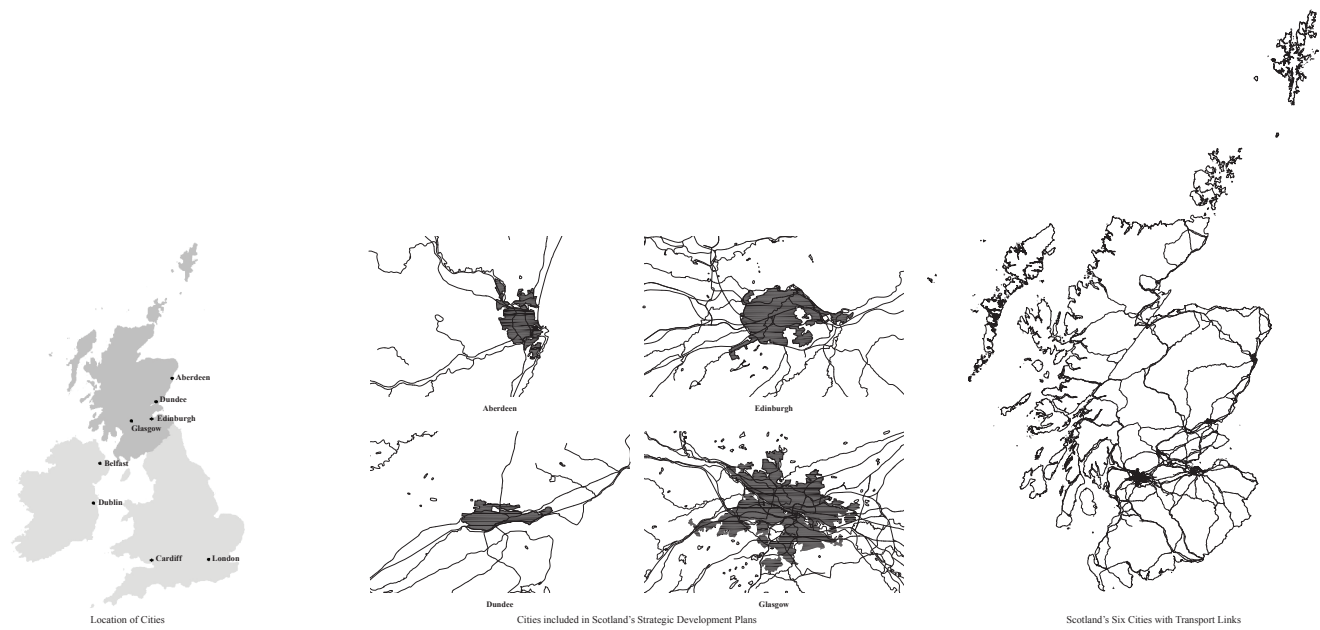 Aberdeen
Dundee
Edinburgh
Glasgow
Belfast
Dublin
Cardiff
London
Location of Cities
Aberdeen
Edinburgh
Dundee
Glasgow
Cities included in Scotland's Strategic Development Plans
Scotland's Six Cities with Transport Links